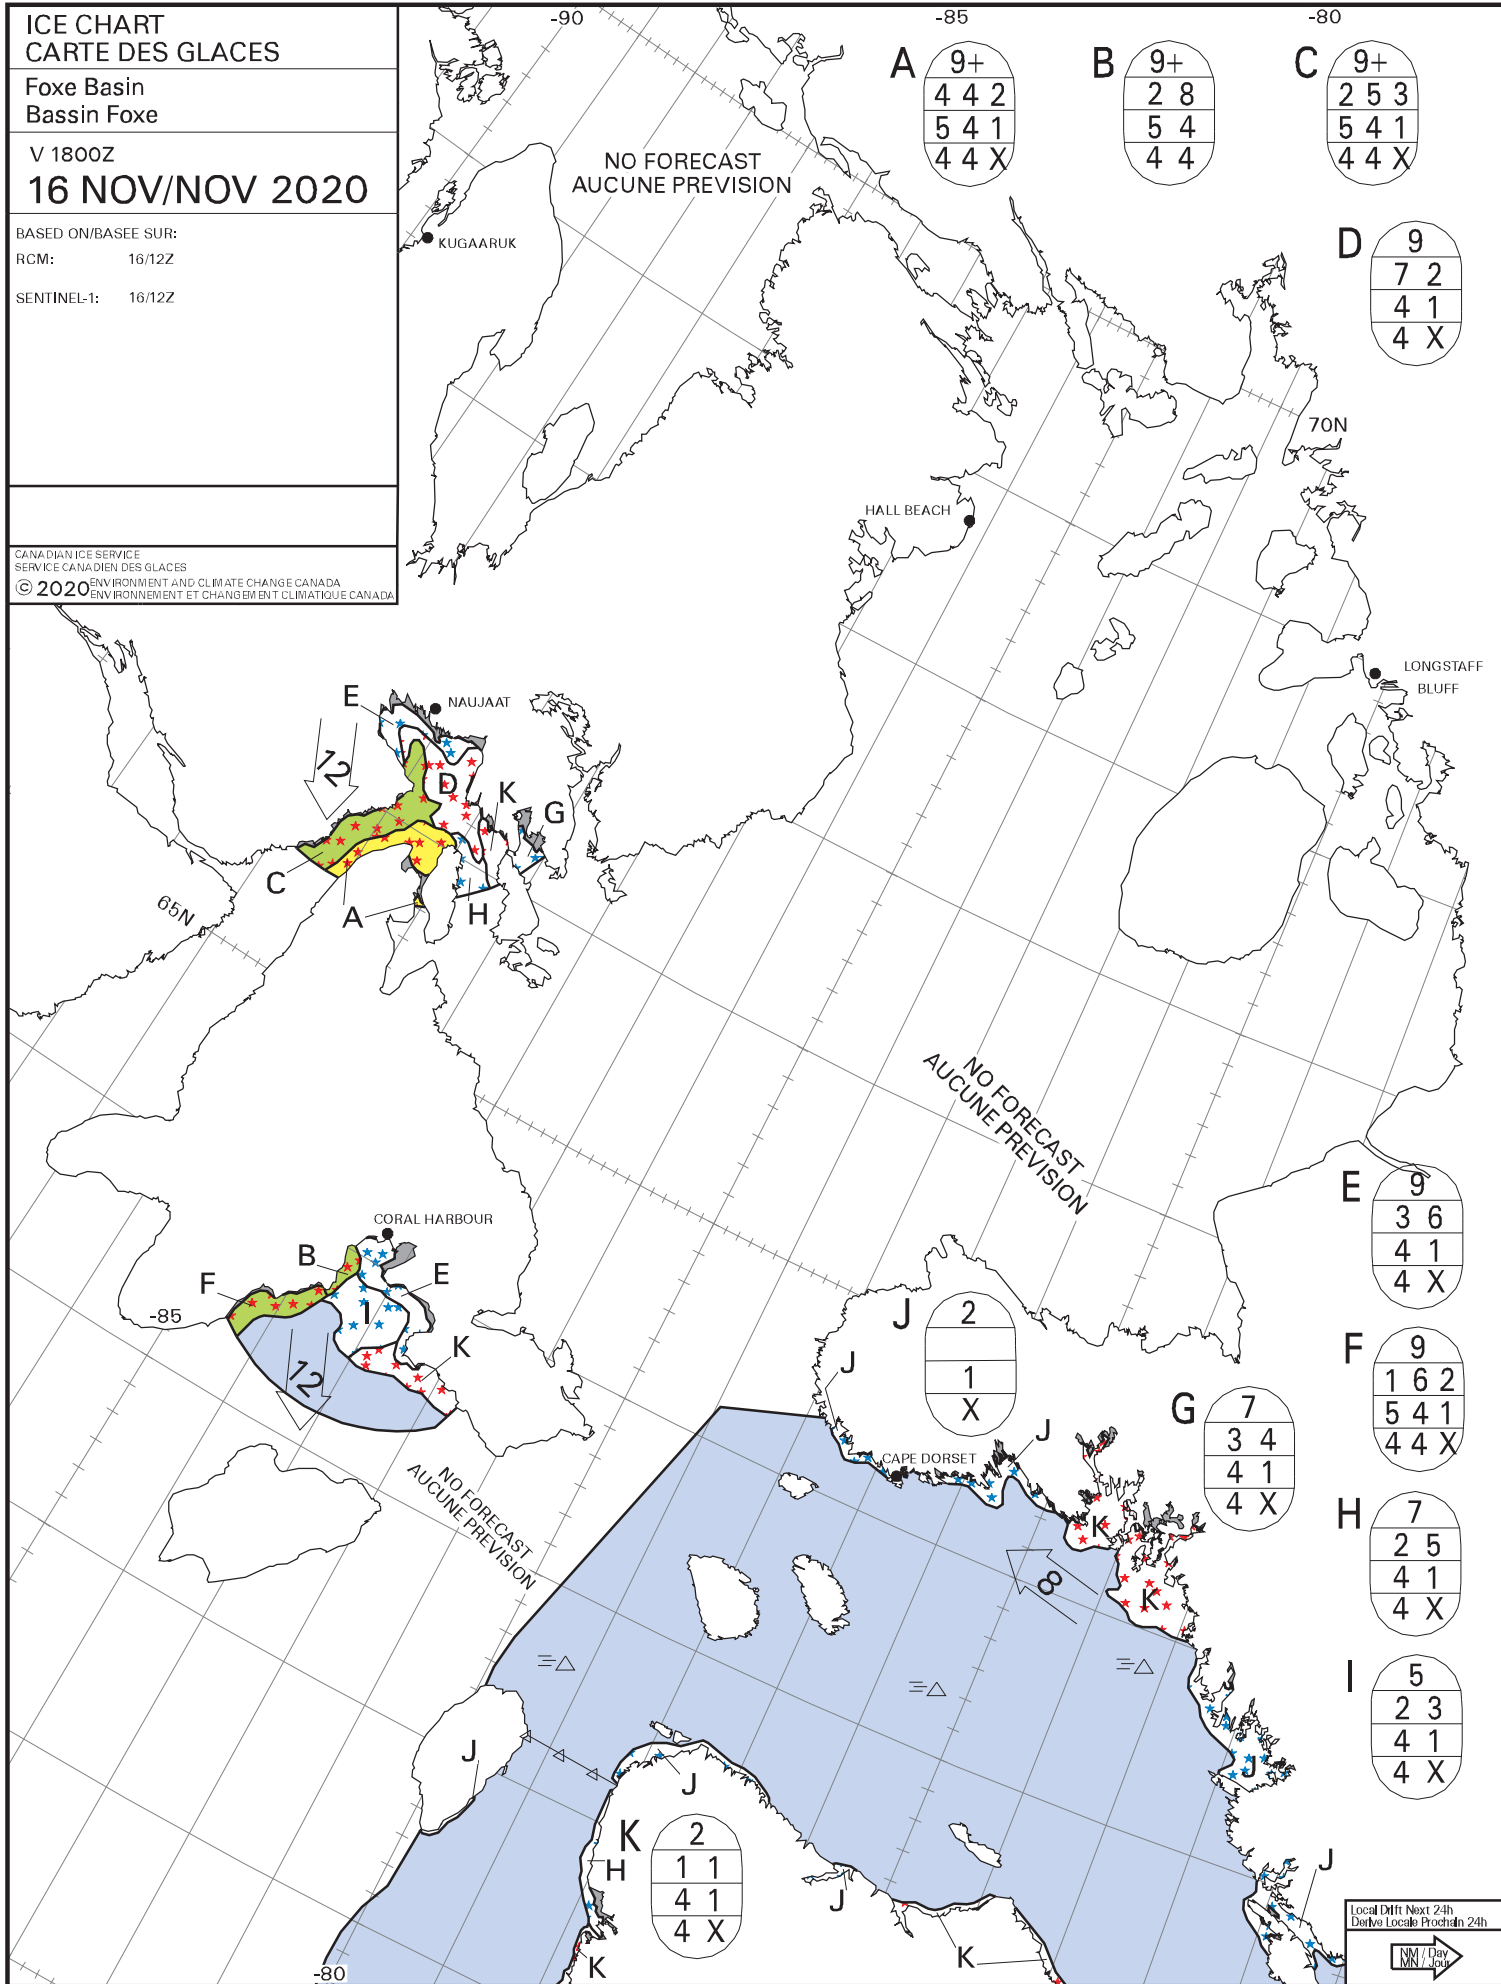 ICE CHART
CARTE DES GLACES
Foxe Basin
Bassin Foxe
V 1800Z
16 NOV/NOV 2020
BASED ON/BASEE SUR:
RCM: 16/12Z
SENTINEL-1: 16/12Z
CANADIAN ICE SERVICE
SERVICE CANADIEN DES GLACES
© 2020 ENVIRONMENT AND CLIMATE CHANGE CANADA
ENVIRONNEMENT ET CHANGEMENT CLIMATIQUE CANADA
-90
-85
-80
A
9+
4 4 2
5 4 1
4 4 X
B
9+
2 8
5 4
4 4
C
9+
2 5 3
5 4 1
4 4 X
NO FORECAST
AUCUNE PREVISION
KUGAARUK
D
9
7 2
4 1
4 X
70N
HALL BEACH
LONGSTAFF
BLUFF
E
NAUJAAT
12
D
K
G
C
A
H
65N
NO FORECAST
AUCUNE PREVISION
E
9
3 6
4 1
4 X
CORAL HARBOUR
B
E
F
I
-85
K
12
J
2
1
X
J
F
9
1 6 2
5 4 1
4 4 X
G
7
3 4
4 1
4 X
J
CAPE DORSET
NO FORECAST
AUCUNE PREVISION
K
8
K
H
7
2 5
4 1
4 X
I
5
2 3
4 1
4 X
J
J
J
K
2
1 1
4 1
4 X
H
J
J
K
K
-80
Local Drift Next 24h
Derive Locale Prochain 24h
NM / Day
MN / Jour